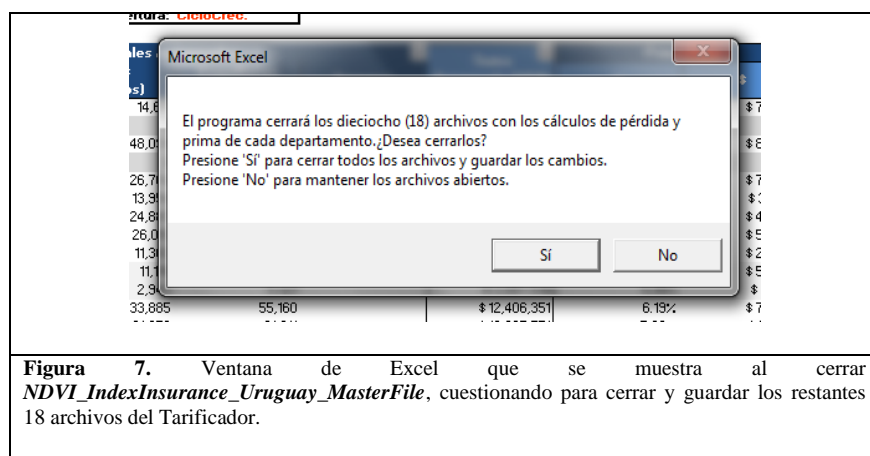 CicloCrec.
Microsoft Excel
El programa cerrará los dieciocho (18) archivos con los cálculos de pérdida y
prima de cada departamento.¿Desea cerrarlos?
Presione 'Sí' para cerrar todos los archivos y guardar los cambios.
Presione 'No' para mantener los archivos abiertos.
Sí No
33,885 55,160 $12,406,351 6.19%
Figura 7. Ventana de Excel que se muestra al cerrar
NDVI_IndexInsurance_Uruguay_MasterFile, cuestionando para cerrar y guardar los restantes
18 archivos del Tarificador.